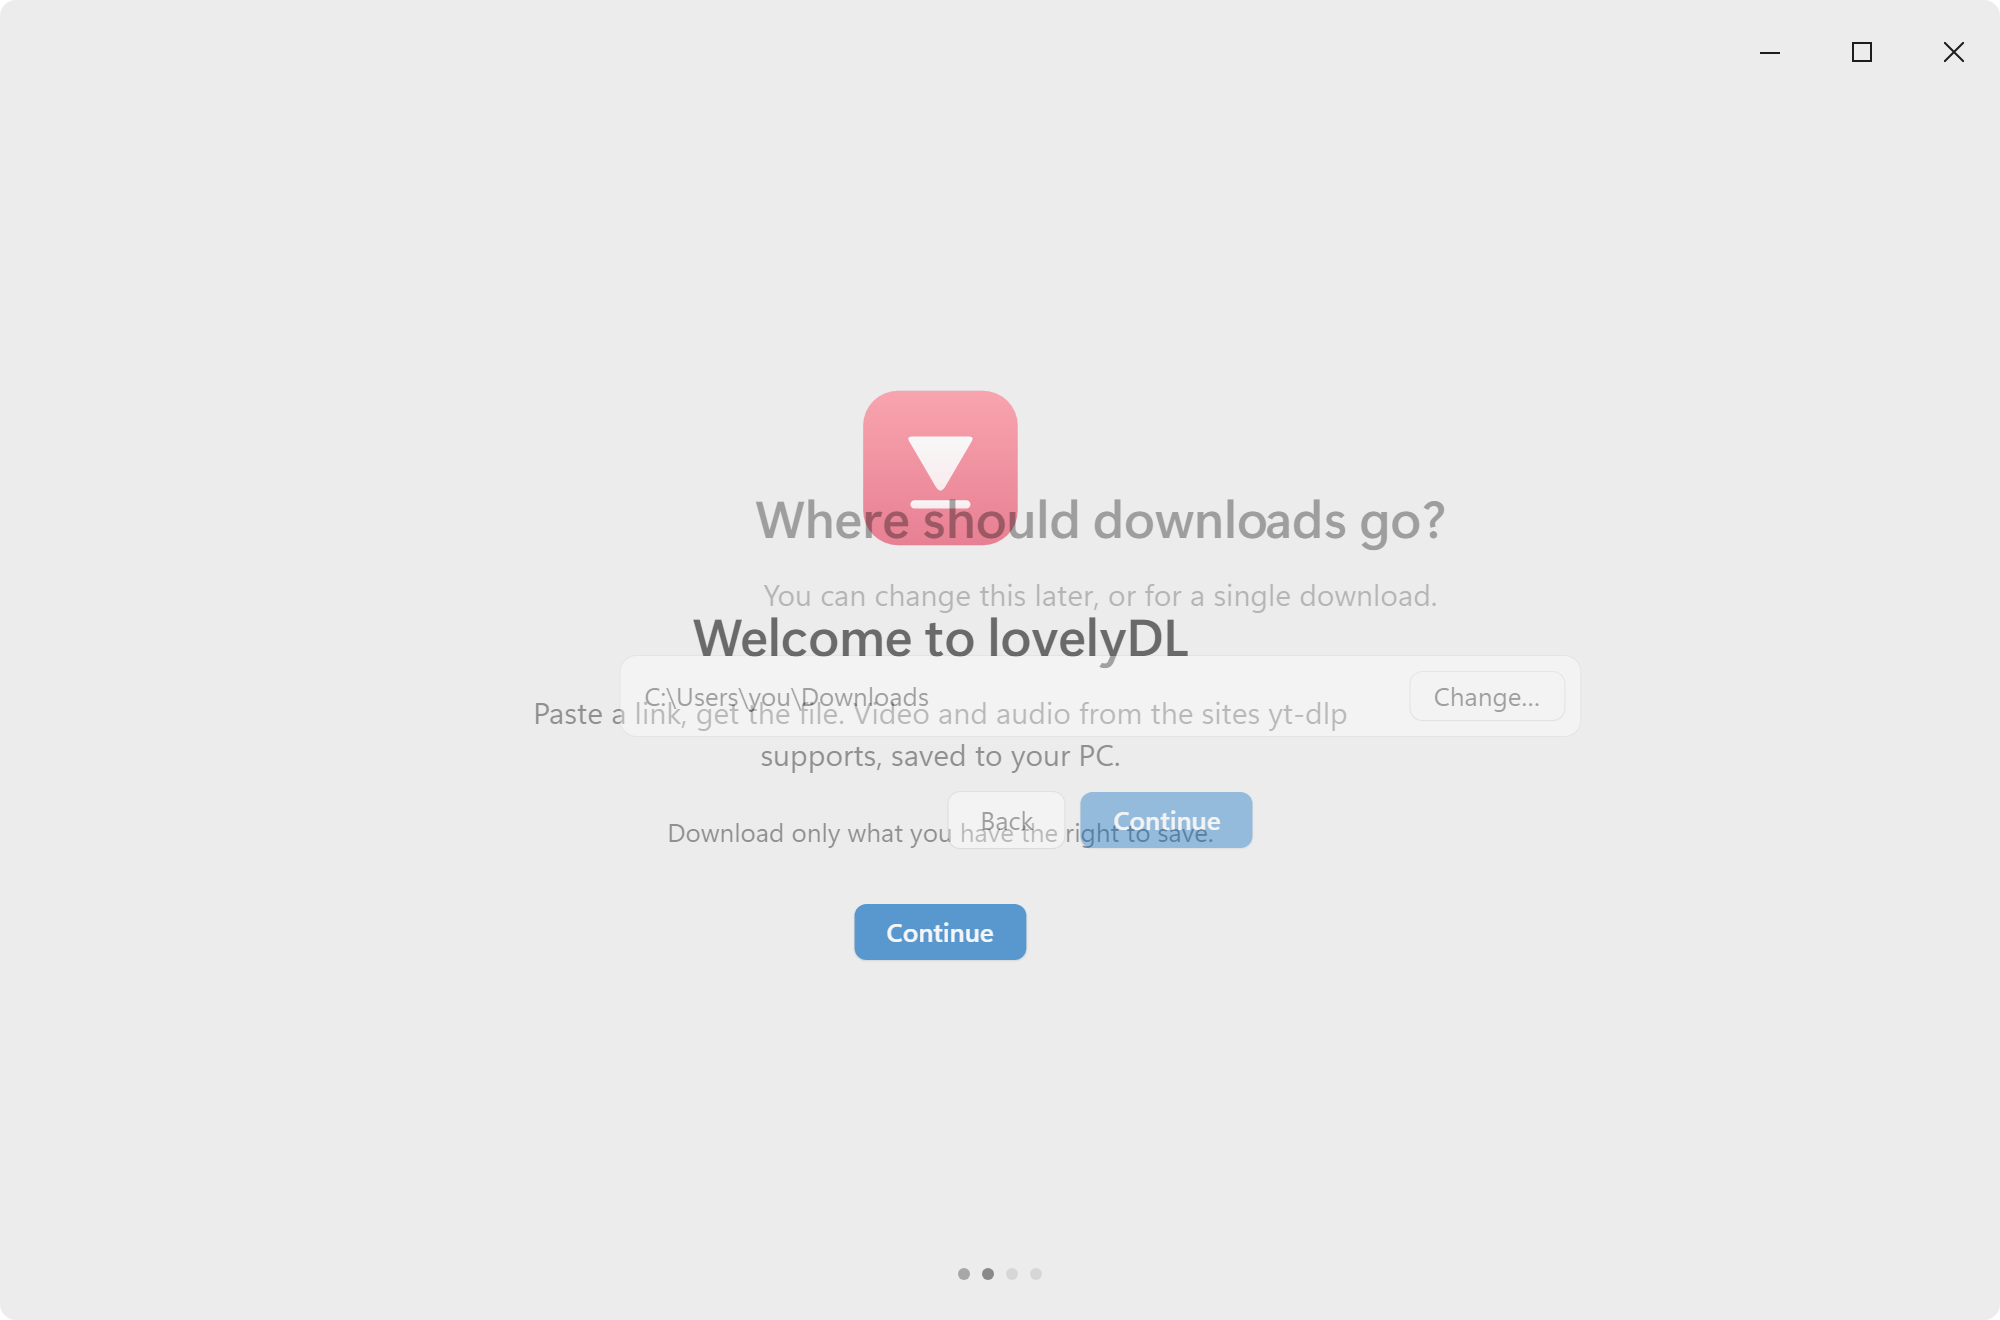 Where should downloads go?
You can change this later, or for a single download.
Welcome to lovelyDL
C:\Users\you\Downloads
Change...
Paste a link, get the file. Video and audio from the sites yt-dlp
supports, saved to your PC.
Back
Continue
Download only what you have the right to save.
Continue